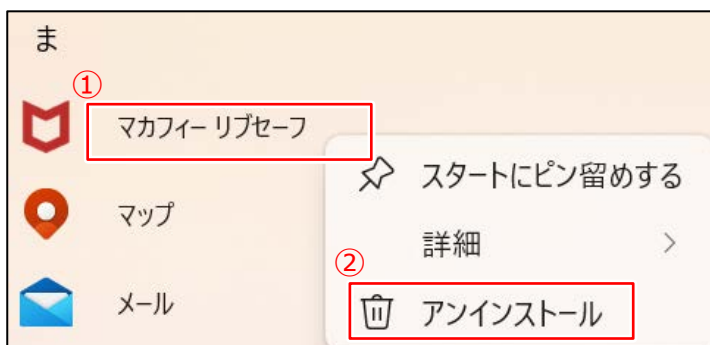 ま
①
マカフィー リブセーフ
スタートにピン留めする
マップ
詳細
②
メール
アンインストール